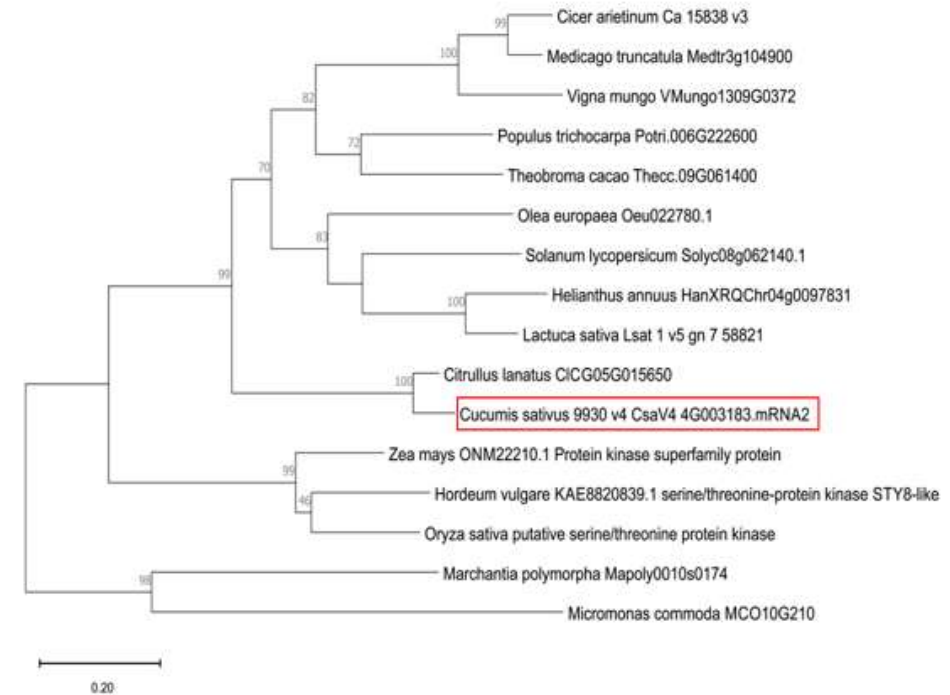 99
Cicer arietinum Ca 15838 v3
100
Medicago truncatula Medtr3g104900
Vigna mungo VMungo1309G0372
82
Populus trichocarpa Potri.006G222600
72
Theobroma cacao Thecc.09G061400
70
Olea europaea Oeu022780.1
83
Solanum lycopersicum Solyc08g062140.1
99
Helianthus annuus HanXRQChr04g0097831
100
Lactuca sativa Lsat 1 v5 gn 7 58821
Citrullus lanatus ClCG05G015650
100
Cucumis sativus 9930 v4 CsaV4 4G003183.mRNA2
Zea mays ONM22210.1 Protein kinase superfamily protein
99
Hordeum vulgare KAE8820839.1 serine/threonine-protein kinase STY8-like
46
Oryza sativa putative serine/threonine protein kinase
Marchantia polymorpha Mapoly0010s0174
98
Micromonas commoda MCO10G210
0.20